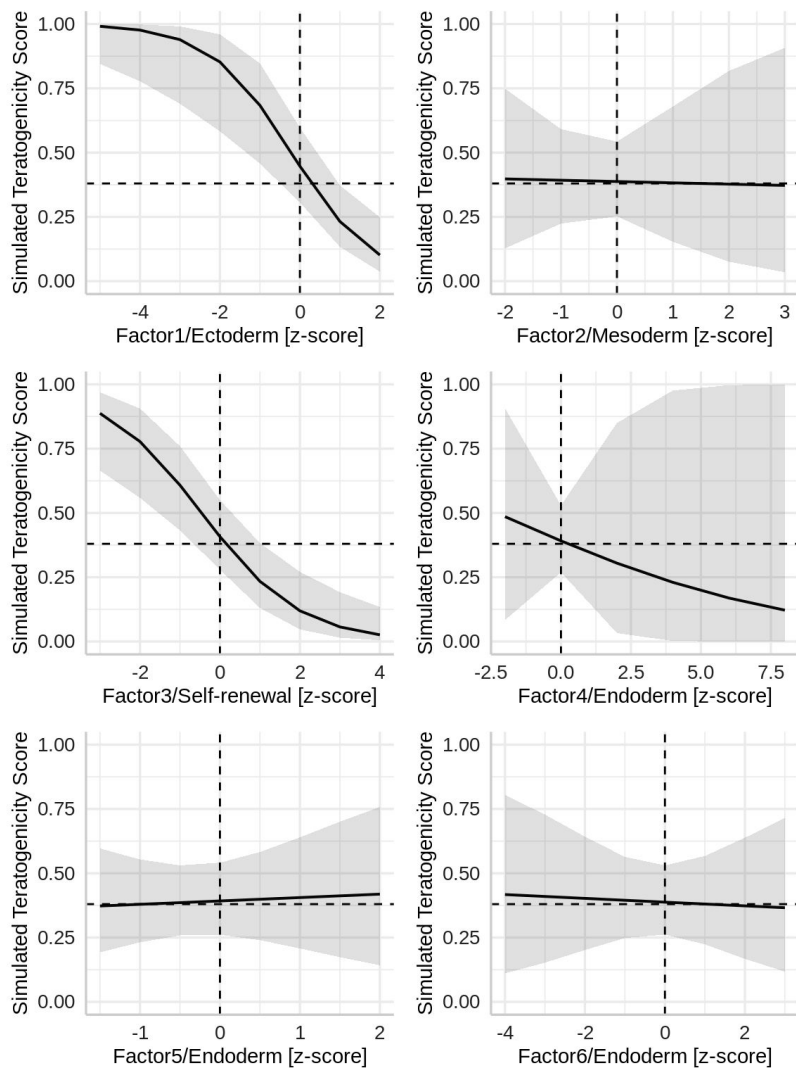 Simulated Teratogenicity Score
1.00
0.75
0.50
0.25
0.00
-4 -2 0 2
Factor1/Ectoderm [z-score]
Simulated Teratogenicity Score
1.00
0.75
0.50
0.25
0.00
-2 -1 0 1 2 3
Factor2/Mesoderm [z-score]
Simulated Teratogenicity Score
1.00
0.75
0.50
0.25
0.00
-2 0 2 4
Factor3/Self-renewal [z-score]
Simulated Teratogenicity Score
1.00
0.75
0.50
0.25
0.00
-2.5 0.0 2.5 5.0 7.5
Factor4/Endoderm [z-score]
Simulated Teratogenicity Score
1.00
0.75
0.50
0.25
0.00
-1 0 1 2
Factor5/Endoderm [z-score]
Simulated Teratogenicity Score
1.00
0.75
0.50
0.25
0.00
-4 -2 0 2
Factor6/Endoderm [z-score]